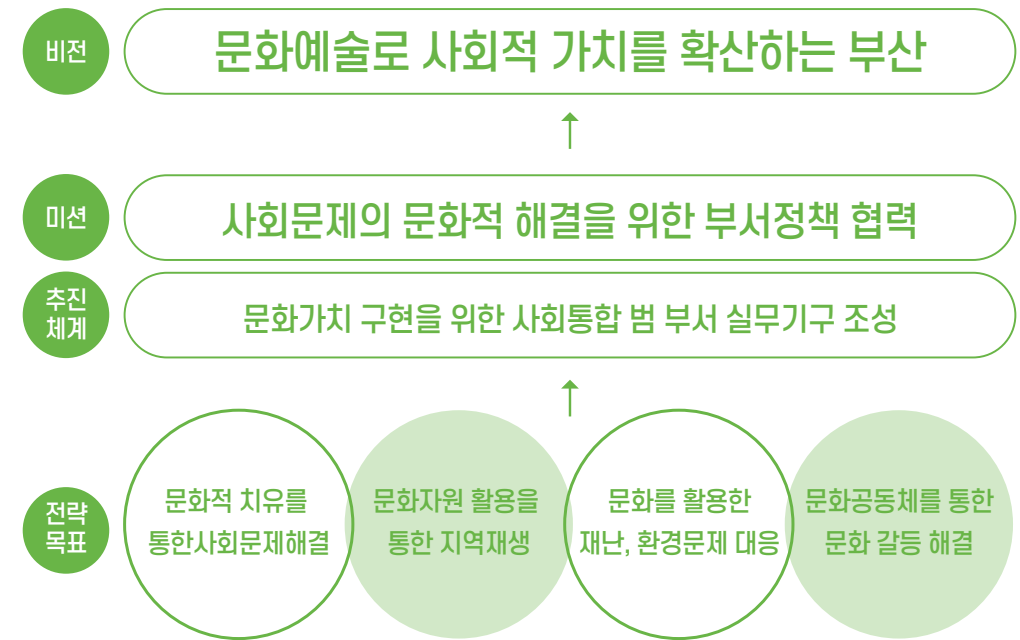 비전
문화예술로 사회적 가치를 확산하는 부산
미션
사회문제의 문화적 해결을 위한 부서정책 협력
추진
체계
문화가치 구현을 위한 사회통합 범 부서 실무기구 조성
전략
목표
문화적 치유를
통한사회문제해결
문화자원 활용을
통한 지역재생
문화를 활용한
재난, 환경문제 대응
문화공동체를 통한
문화 갈등 해결